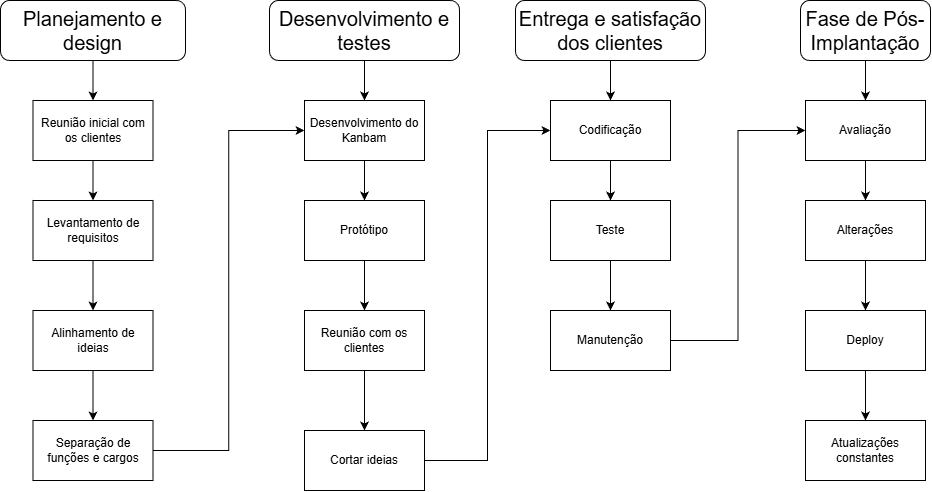 Planejamento e
design
Reunião inicial com
os clientes
Levantamento de
requisitos
Alinhamento de
ideias
Separação de
funções e cargos
Desenvolvimento e
testes
Desenvolvimento do
Kanbam
Protótipo
Reunião com os
clientes
Cortar ideias
Entrega e satisfação
dos clientes
Codificação
Teste
Manutenção
Fase de Pós-
Implantação
Avaliação
Alterações
Deploy
Atualizações
constantes